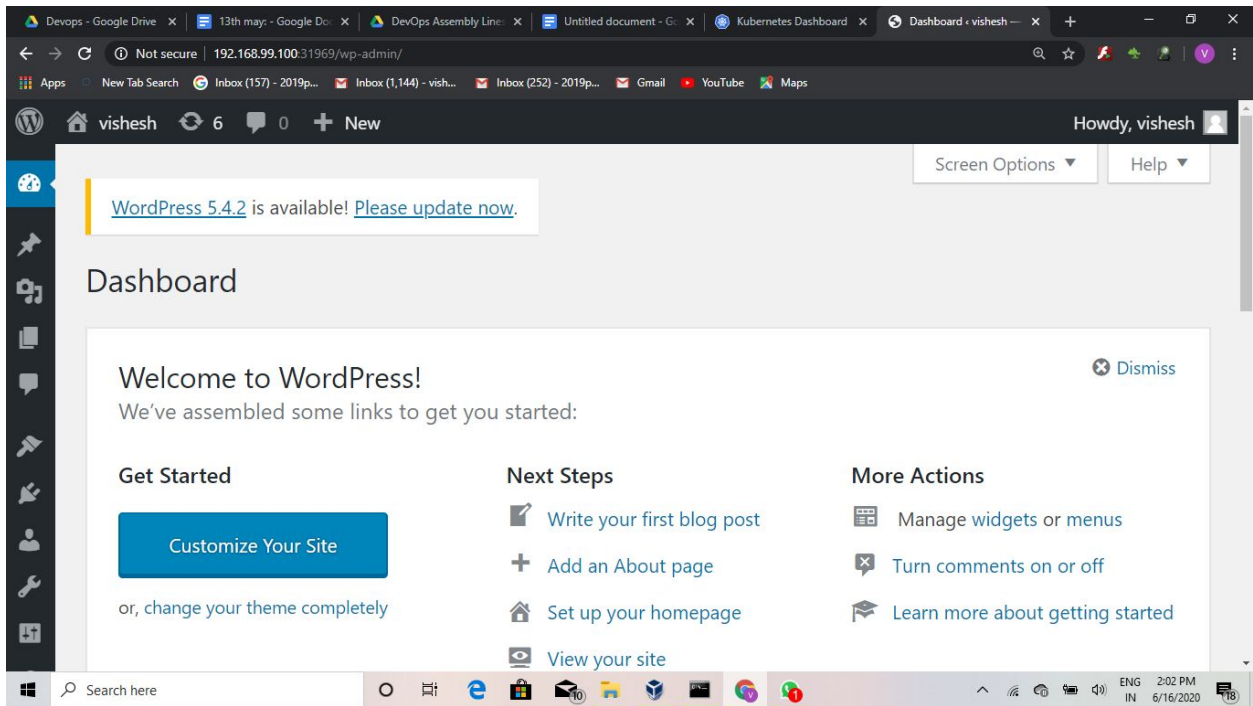 Devops - Google Drive
13th may: - Google Doc
DevOps Assembly Line
Untitled document - Go
Kubernetes Dashboard
Dashboard ‹ vishesh —
Not secure | 192.168.99.100:31969/wp-admin/
V
Apps
New Tab Search
Inbox (157) - 2019p...
Inbox (1,144) - vish...
Inbox (252) - 2019p...
Gmail
YouTube
Maps
vishesh
6
0
New
Howdy, vishesh
Screen Options
Help
WordPress 5.4.2 is available! Please update now.
Dashboard
Welcome to WordPress!
Dismiss
We've assembled some links to get you started:
Get Started
Customize Your Site
or, change your theme completely
Next Steps
Write your first blog post
Add an About page
Set up your homepage
View your site
More Actions
Manage widgets or menus
Turn comments on or off
Learn more about getting started
Search here
10
1
ENG
IN
2:02 PM
6/16/2020
18